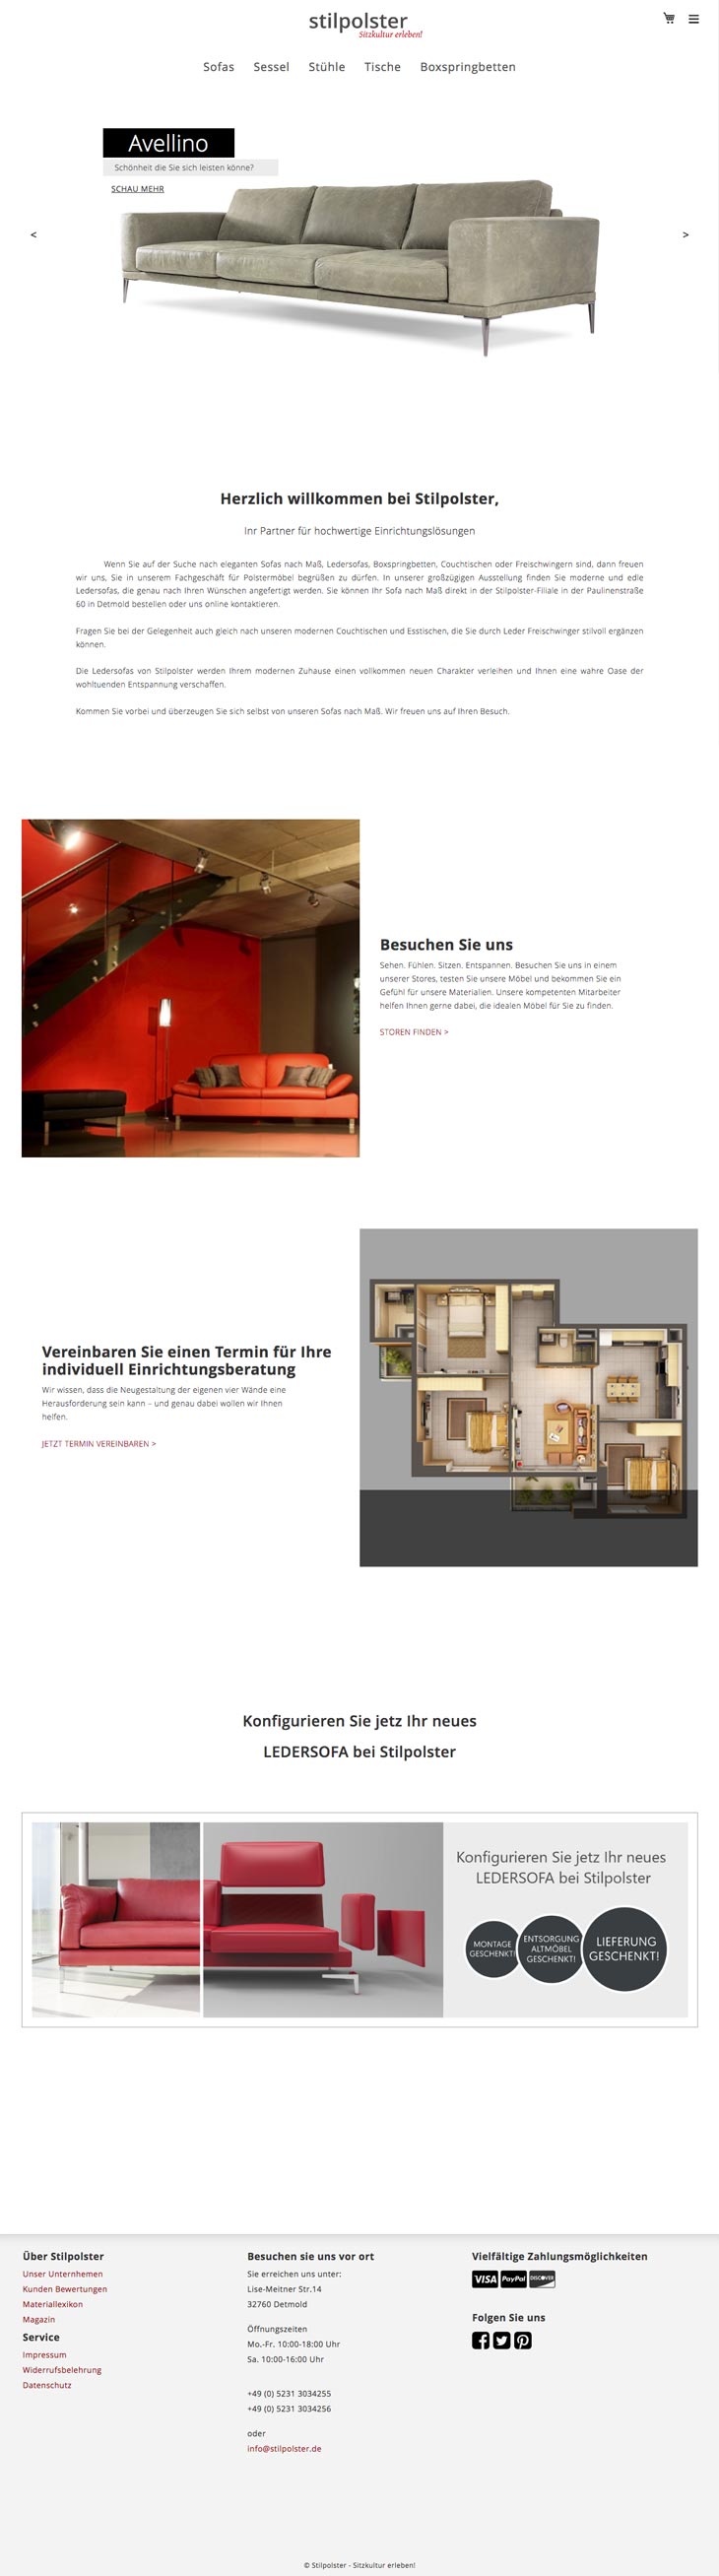 stilpolster
Sitzkultur erleben!
Sofas Sessel Stühle Tische Boxspringbetten
Avellino
Schönheit die Sie sich leisten könne?
SCHAU MEHR
< >
Herzlich willkommen bei Stilpolster,
Ihr Partner für hochwertige Einrichtungslösungen
Wenn Sie auf der Suche nach eleganten Sofas nach Maß, Ledersofas, Boxspringbetten, Couchtischen oder Freischwingern sind, dann freuen
wir uns, Sie in unserem Fachgeschäft für Polstermöbel begrüßen zu dürfen. In unserer großzügigen Ausstellung finden Sie moderne und edle
Ledersofas, die genau nach Ihren Wünschen angefertigt werden. Sie können Ihr Sofa nach Maß direkt in der Stilpolster-Filiale in der Paulinenstraße
60 in Detmold bestellen oder uns online kontaktieren.
Fragen Sie bei der Gelegenheit auch gleich nach unseren modernen Couchtischen und Esstischen, die Sie durch Leder Freischwinger stilvoll ergänzen
können.
Die Ledersofas von Stilpolster werden Ihrem modernen Zuhause einen vollkommen neuen Charakter verleihen und Ihnen eine wahre Oase der
wohltuenden Entspannung verschaffen.
Kommen Sie vorbei und überzeugen Sie sich selbst von unseren Sofas nach Maß. Wir freuen uns auf Ihren Besuch.
Besuchen Sie uns
Sehen. Fühlen. Sitzen. Entspannen. Besuchen Sie uns in einem
unserer Stores, testen Sie unsere Möbel und bekommen Sie ein
Gefühl für unsere Materialien. Unsere kompetenten Mitarbeiter
helfen Ihnen gerne dabei, die idealen Möbel für Sie zu finden.
STOREN FINDEN >
Vereinbaren Sie einen Termin für Ihre
individuell Einrichtungsberatung
Wir wissen, dass die Neugestaltung der eigenen vier Wände eine
Herausforderung sein kann – und genau dabei wollen wir Ihnen
helfen.
JETZT TERMIN VEREINBAREN >
Konfigurieren Sie jetz Ihr neues
LEDERSOFA bei Stilpolster
Konfigurieren Sie jetz Ihr neues
LEDERSOFA bei Stilpolster
MONTAGE
GESCHENKT!
ENTSORGUNG
ALTMÖBEL
GESCHENKT!
LIEFERUNG
GESCHENKT!
Über Stilpolster
Unser Unternhemen
Kunden Bewertungen
Materiallexikon
Magazin
Service
Impressum
Widerrufsbelehrung
Datenschutz
Besuchen sie uns vor ort
Sie erreichen uns unter:
Lise-Meitner Str.14
32760 Detmold
Öffnungszeiten
Mo.-Fr. 10:00-18:00 Uhr
Sa. 10:00-16:00 Uhr
+49 (0) 5231 3034255
+49 (0) 5231 3034256
oder
info@stilpolster.de
Vielfältige Zahlungsmöglichkeiten
VISA PayPal DISCOVER
Folgen Sie uns
© Stilpolster - Sitzkultur erleben!